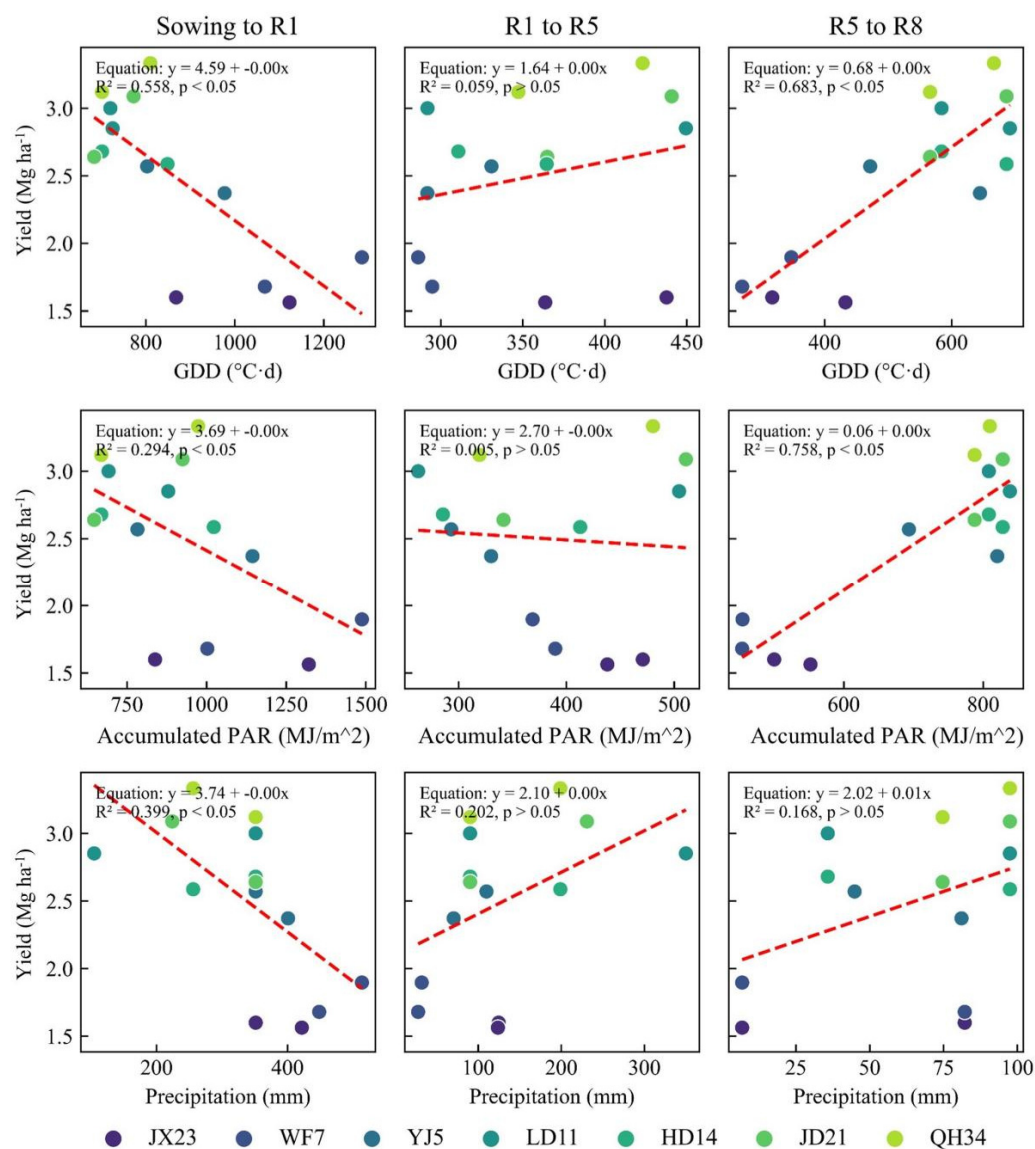 Sowing to R1
R1 to R5
R5 to R8
Equation: y = 4.59 + -0.00x
R² = 0.558, p < 0.05
Equation: y = 1.64 + 0.00x
R² = 0.059, p > 0.05
Equation: y = 0.68 + 0.00x
R² = 0.683, p < 0.05
Yield (Mg ha⁻¹)
3.0
2.5
2.0
1.5
800 1000 1200
300 350 400 450
400 600
GDD (°C·d)
GDD (°C·d)
GDD (°C·d)
Equation: y = 3.69 + -0.00x
R² = 0.294, p < 0.05
Equation: y = 2.70 + -0.00x
R² = 0.005, p > 0.05
Equation: y = 0.06 + 0.00x
R² = 0.758, p < 0.05
Yield (Mg ha⁻¹)
3.0
2.5
2.0
1.5
750 1000 1250 1500
300 400 500
600 800
Accumulated PAR (MJ/m^2)
Accumulated PAR (MJ/m^2)
Accumulated PAR (MJ/m^2)
Equation: y = 3.74 + -0.00x
R² = 0.399, p < 0.05
Equation: y = 2.10 + 0.00x
R² = 0.202, p > 0.05
Equation: y = 2.02 + 0.01x
R² = 0.168, p > 0.05
Yield (Mg ha⁻¹)
3.0
2.5
2.0
1.5
200 400
100 200 300
25 50 75 100
Precipitation (mm)
Precipitation (mm)
Precipitation (mm)
JX23 WF7 YJ5 LD11 HD14 JD21 QH34